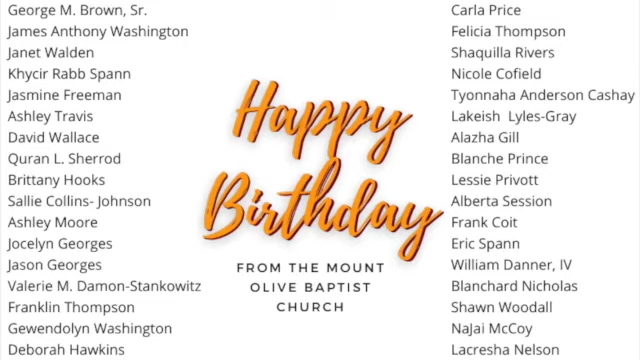 George M. Brown, Sr.
James Anthony Washington
Janet Walden
Khycir Rabb Spann
Jasmine Freeman
Ashley Travis
David Wallace
Quran L. Sherrod
Brittany Hooks
Sallie Collins- Johnson
Ashley Moore
Jocelyn Georges
Jason Georges
Valerie M. Damon-Stankowitz
Franklin Thompson
Gewendolyn Washington
Deborah Hawkins
Happy
Birthday
FROM THE MOUNT
OLIVE BAPTIST
CHURCH
Carla Price
Felicia Thompson
Shaquilla Rivers
Nicole Cofield
Tyonnaha Anderson Cashay
Lakeish Lyles-Gray
Alazha Gill
Blanche Prince
Lessie Privott
Alberta Session
Frank Coit
Eric Spann
William Danner, IV
Blanchard Nicholas
Shawn Woodall
NaJai McCoy
Lacresha Nelson